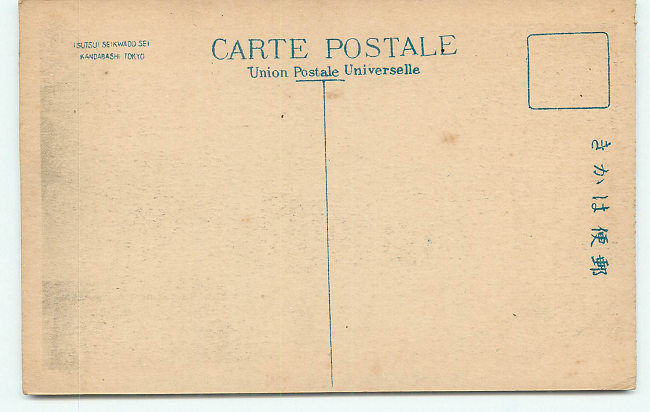 TSUTSUI SEIKWADO SEI
KANDABASHI TOKYO
CARTE POSTALE
Union Postale Universelle
きかは便郵